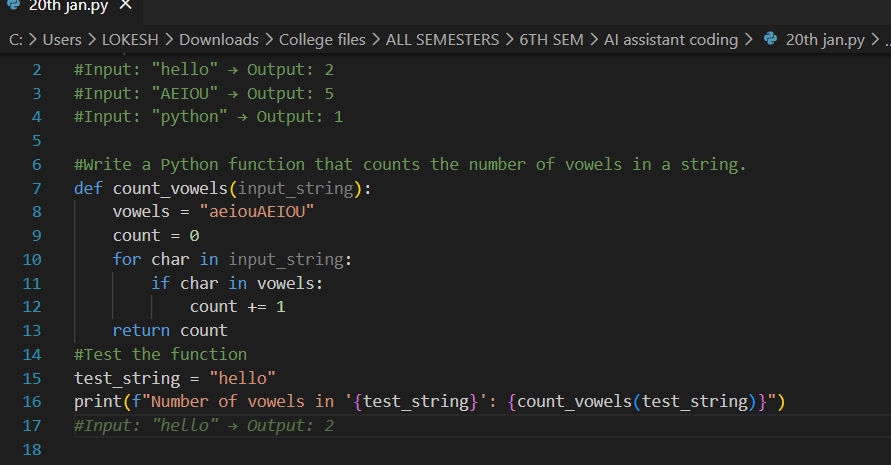 20th jan.py ×
C: > Users > LOKESH > Downloads > College files > ALL SEMESTERS > 6TH SEM > AI assistant coding > 20th jan.py > ..
2 #Input: "hello" → Output: 2
3 #Input: "AEIOU" → Output: 5
4 #Input: "python" → Output: 1
5
6 #Write a Python function that counts the number of vowels in a string.
7 def count_vowels(input_string):
8     vowels = "aeiouAEIOU"
9     count = 0
10     for char in input_string:
11         if char in vowels:
12             count += 1
13     return count
14 #Test the function
15 test_string = "hello"
16 print(f"Number of vowels in '{test_string}': {count_vowels(test_string)}")
17 #Input: "hello" → Output: 2
18